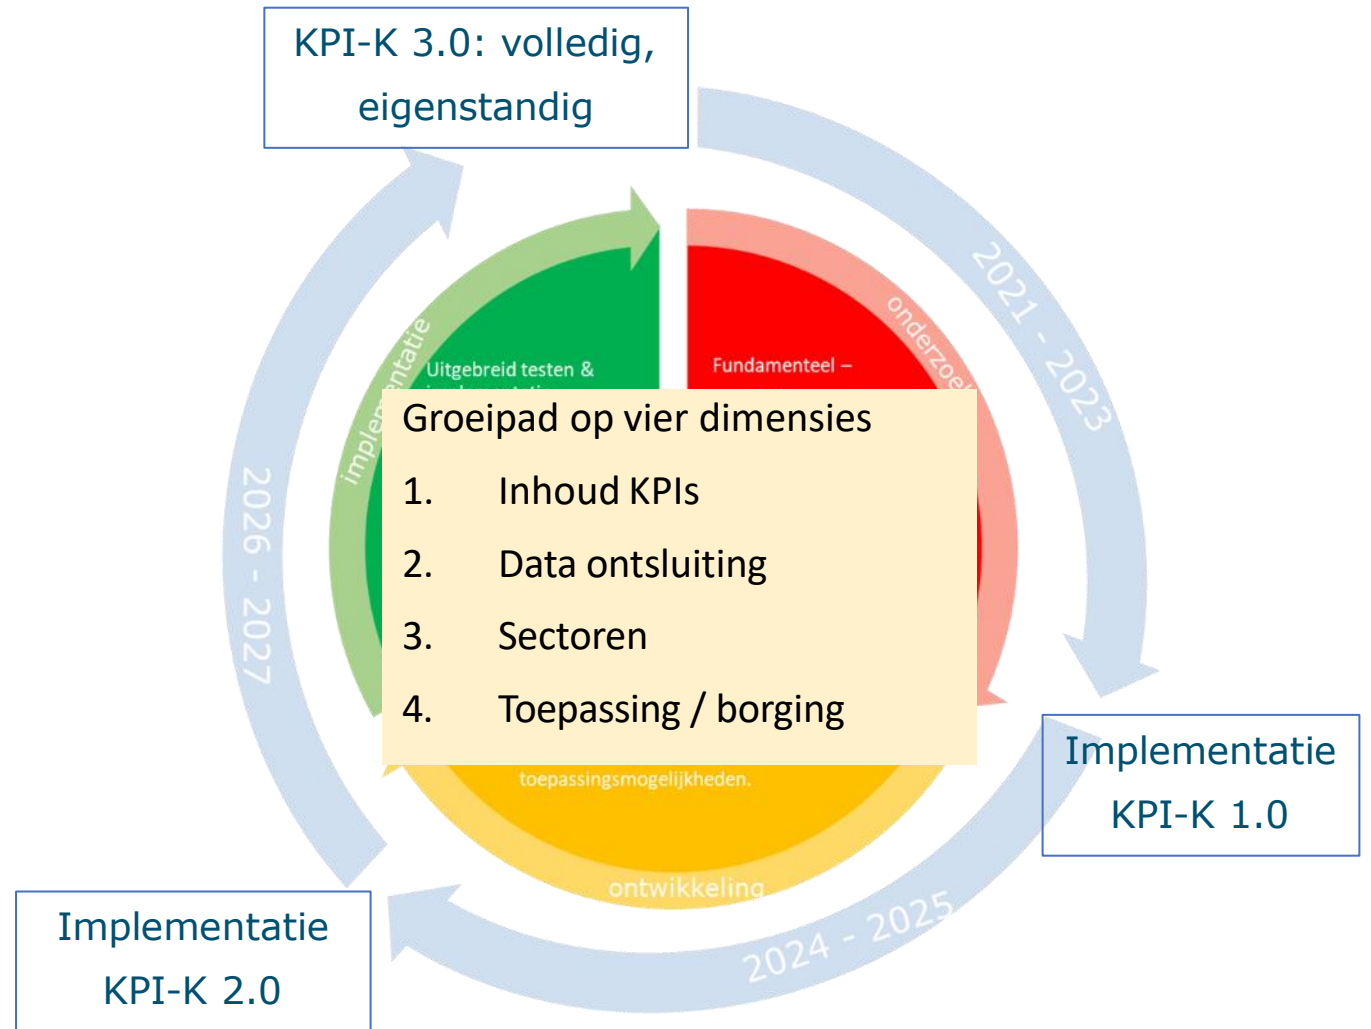 KPI-K 3.0: volledig,
eigenstandig
2021 - 2023
implementatie
Uitgebreid testen &
Fundamenteel –
Groeipad op vier dimensies
1. Inhoud KPIs
2. Data ontsluiting
3. Sectoren
4. Toepassing / borging
2026 - 2027
toepassingsmogelijkheden.
ontwikkeling
Implementatie
KPI-K 1.0
2024 - 2025
Implementatie
KPI-K 2.0